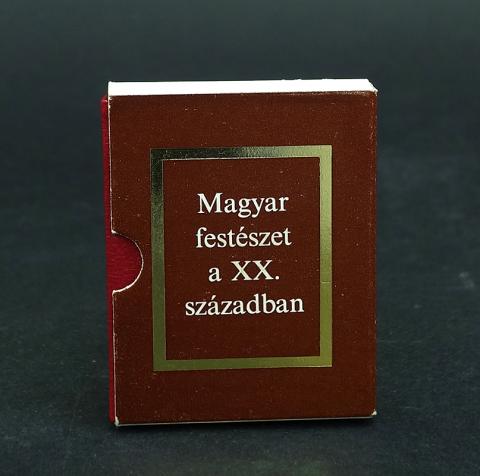 Magyar
festészet
a XX.
században